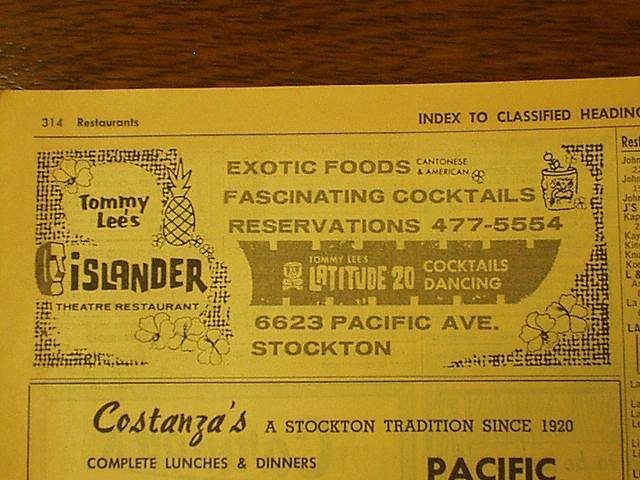 314 Restaurants
INDEX TO CLASSIFIED HEADING
Tommy
Lee's
ISLANDER
THEATRE RESTAURANT
EXOTIC FOODS CANTONESE
& AMERICAN
FASCINATING COCKTAILS
RESERVATIONS 477-5554
TOMMY LEE'S
LATITUDE 20
COCKTAILS
DANCING
6623 PACIFIC AVE.
STOCKTON
Costanza's A STOCKTON TRADITION SINCE 1920
COMPLETE LUNCHES & DINNERS
PACIFIC